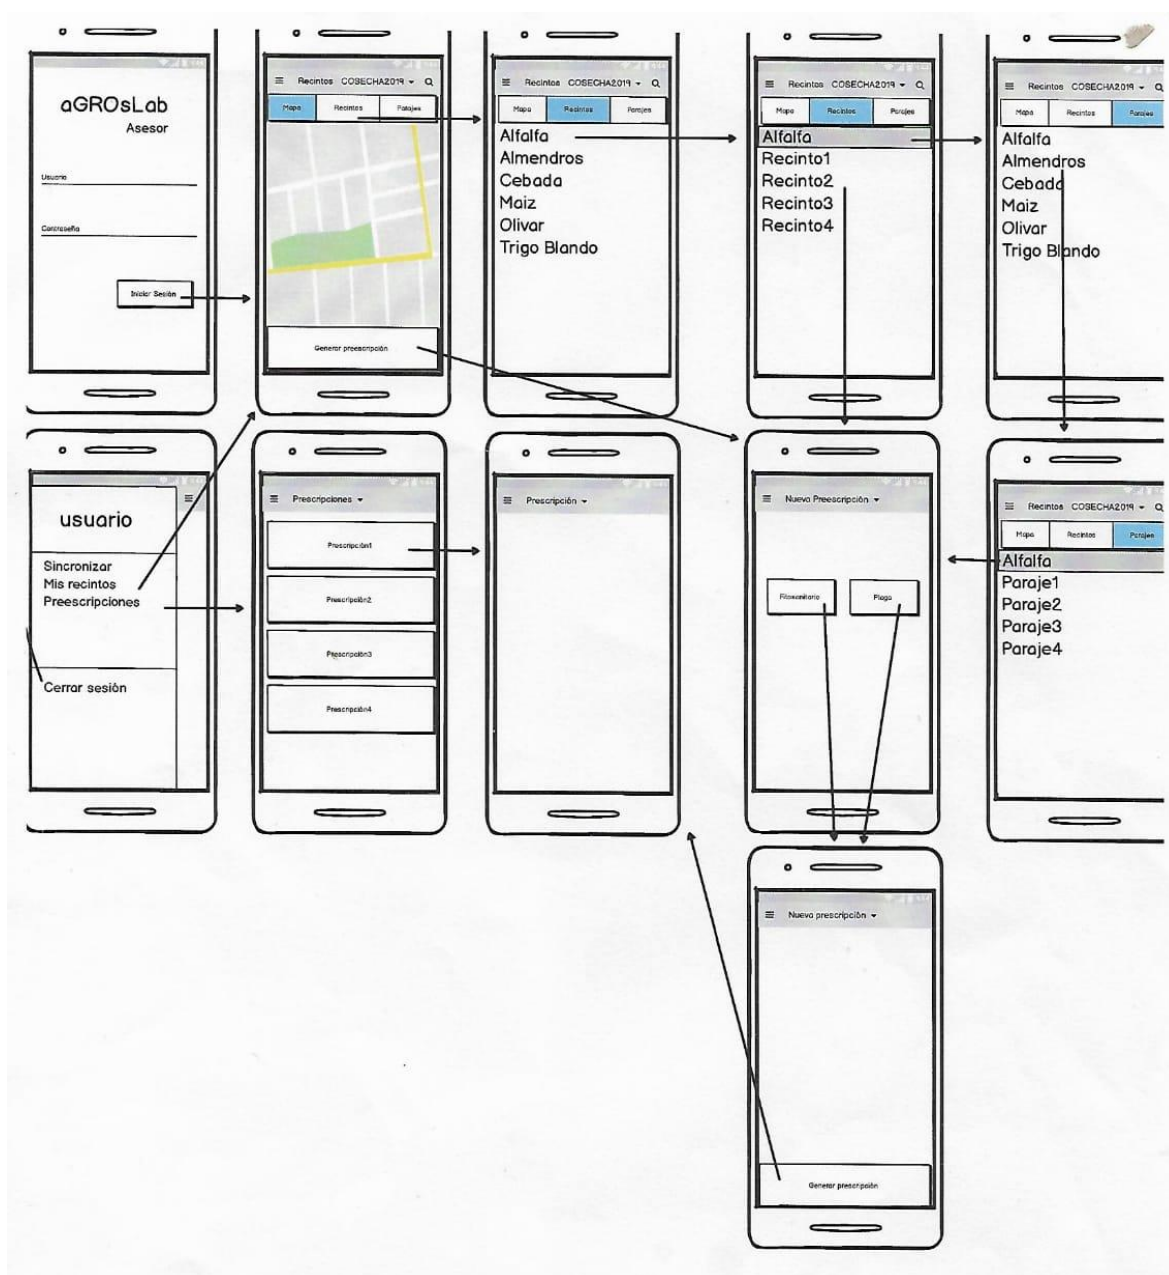 aGROsLab
Asesor
Usuario
Contraseña
Iniciar Sesión
Recintos COSECHA2019
Mapa Recintos Parajes
Generar preescripción
Recintos COSECHA2019
Mapa Recintos Parajes
Alfalfa
Almendros
Cebada
Maiz
Olivar
Trigo Blando
Recintos COSECHA2019
Mapa Recintos Parajes
Alfalfa
Recinto1
Recinto2
Recinto3
Recinto4
Recintos COSECHA2019
Mapa Recintos Parajes
Alfalfa
Almendros
Cebada
Maiz
Olivar
Trigo Blando
usuario
Sincronizar
Mis recintos
Preescripciones
Cerrar sesión
Prescripciones
Prescripción1
Prescripción2
Prescripción3
Prescripción4
Prescripción
Nueva Preescripción
Fitosanitario Plaga
Recintos COSECHA2019
Mapa Recintos Parajes
Alfalfa
Paraje1
Paraje2
Paraje3
Paraje4
Nueva prescripción
Generar prescripción